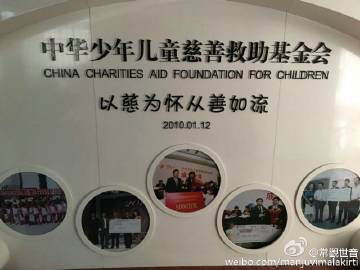 中华少年儿童慈善救助基金会
CHINA CHARITIES AID FOUNDATION FOR CHILDREN
以慈为怀从善如流
2010.01.12
@常观世音
weibo.com/manjuvimalakirti